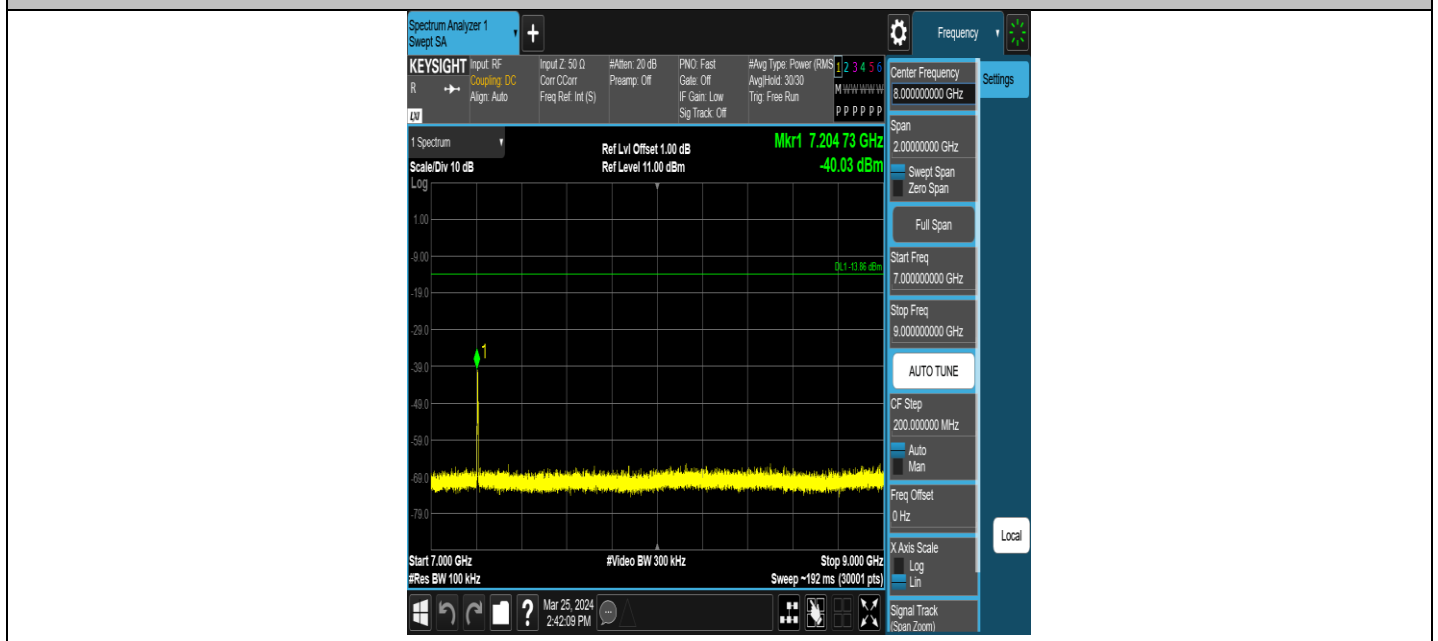 Spectrum Analyzer 1
Swept SA
+
Frequency
KEYSIGHT
R
LXI
Input: RF
Coupling: DC
Align: Auto
Input Z: 50 Ω
Corr CCorr
Freq Ref: Int (S)
#Atten: 20 dB
Preamp: Off
PNO: Fast
Gate: Off
IF Gain: Low
Sig Track: Off
#Avg Type: Power (RMS
Avg|Hold: 30/30
Trig: Free Run
1 2 3 4 5 6
M W W W W W
P P P P P P
1 Spectrum
Scale/Div 10 dB
Log
Ref Lvl Offset 1.00 dB
Ref Level 11.00 dBm
Mkr1 7.204 73 GHz
-40.03 dBm
1.00
-9.00
DL1 -13.86 dBm
-19.0
-29.0
1
-39.0
-49.0
-59.0
-69.0
-79.0
Start 7.000 GHz
#Res BW 100 kHz
#Video BW 300 kHz
Stop 9.000 GHz
Sweep ~192 ms (30001 pts)
?
Mar 25, 2024
2:42:09 PM
Center Frequency
8.000000000 GHz
Span
2.00000000 GHz
Swept Span
Zero Span
Full Span
Start Freq
7.000000000 GHz
Stop Freq
9.000000000 GHz
AUTO TUNE
CF Step
200.000000 MHz
Auto
Man
Freq Offset
0 Hz
X Axis Scale
Log
Lin
Signal Track
(Span Zoom)
Settings
Local